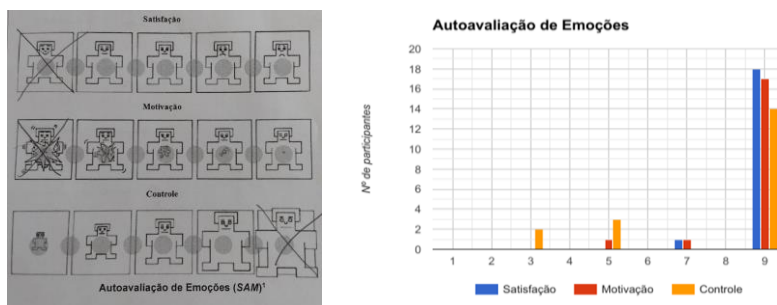 Satisfação
Motivação
Controle
Autoavaliação de Emoções (SAM)¹
Autoavaliação de Emoções
Nº de participantes
20
18
16
14
12
10
8
6
4
2
0
1 2 3 4 5 6 7 8 9
Satisfação Motivação Controle